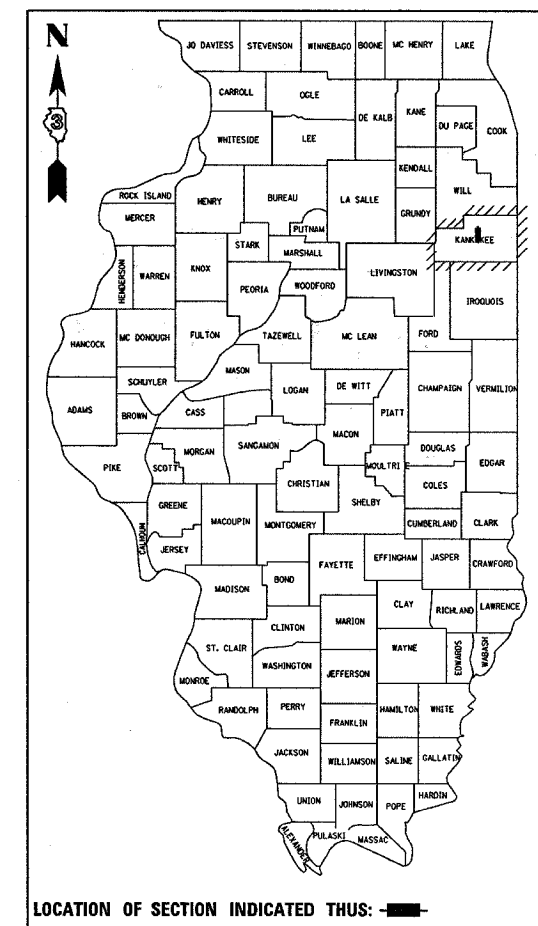 N
JO DAVIESS STEVENSON WINNEBAGO BOONE MC HENRY LAKE
CARROLL OGLE
DE KALB KANE
DU PAGE COOK
WHITESIDE LEE
KENDALL WILL
ROCK ISLAND HENRY BUREAU LA SALLE GRUNDY
MERCER PUTNAM KANKAKEE
STARK MARSHALL
HENDERSON WARREN KNOX PEORIA WOODFORD LIVINGSTON IROQUOIS
HANCOCK MC DONOUGH FULTON TAZEWELL MC LEAN FORD
SCHUYLER MASON
ADAMS BROWN CASS LOGAN DE WITT PIATT CHAMPAIGN VERMILION
MACON
PIKE SCOTT MORGAN SANGAMON MOULTRIE DOUGLAS EDGAR
CHRISTIAN COLES
GREENE SHELBY
CALHOUN JERSEY MACOUPIN MONTGOMERY CUMBERLAND CLARK
FAYETTE EFFINGHAM JASPER CRAWFORD
MADISON BOND
CLAY RICHLAND LAWRENCE
CLINTON MARION
ST. CLAIR WAYNE EDWARDS WABASH
WASHINGTON JEFFERSON
MONROE
RANDOLPH PERRY HAMILTON WHITE
FRANKLIN
JACKSON WILLIAMSON SALINE GALLATIN
UNION JOHNSON POPE HARDIN
ALEXANDER PULASKI MASSAC
LOCATION OF SECTION INDICATED THUS: